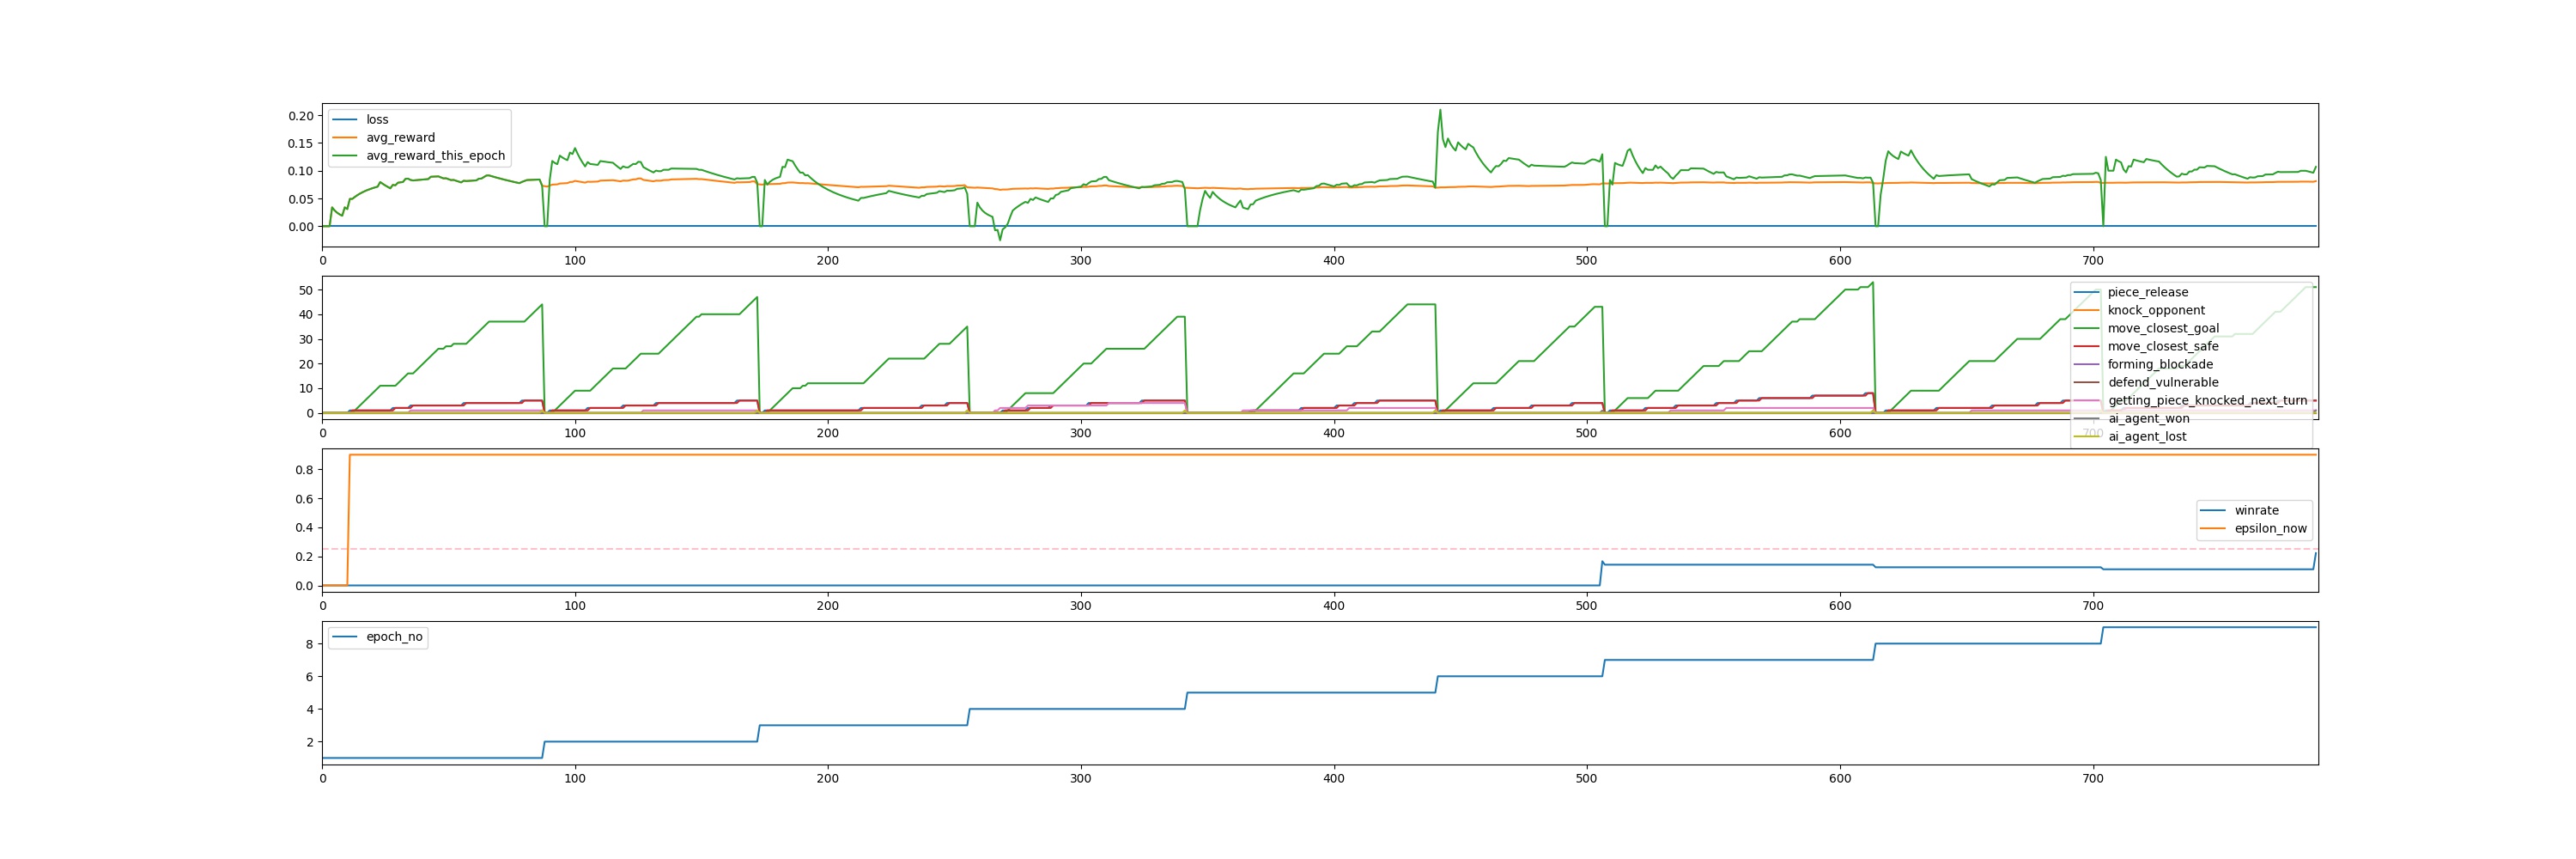 0.20
0.15
0.10
0.05
0.00
loss
avg_reward
avg_reward_this_epoch
0 100 200 300 400 500 600 700
50
40
30
20
10
0
piece_release
knock_opponent
move_closest_goal
move_closest_safe
forming_blockade
defend_vulnerable
getting_piece_knocked_next_turn
ai_agent_won
ai_agent_lost
0 100 200 300 400 500 600 700
0.8
0.6
0.4
0.2
0.0
winrate
epsilon_now
0 100 200 300 400 500 600 700
8
6
4
2
epoch_no
0 100 200 300 400 500 600 700